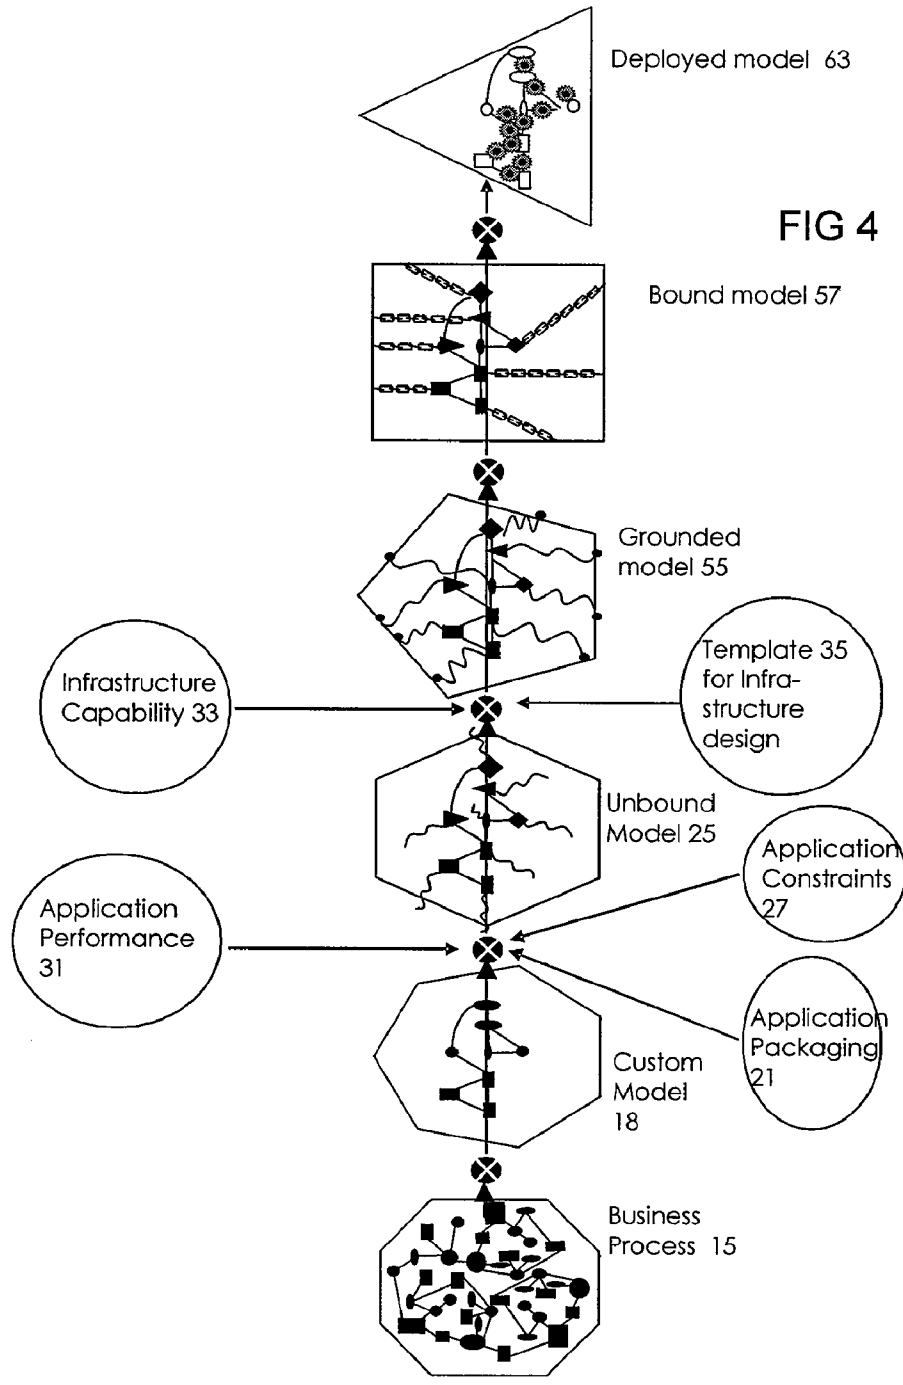 Deployed model 63
FIG 4
Bound model 57
Grounded
model 55
Infrastructure
Capability 33
Template 35
for Infra-
structure
design
Unbound
Model 25
Application
Constraints
27
Application
Performance
31
Application
Packaging
21
Custom
Model
18
Business
Process 15